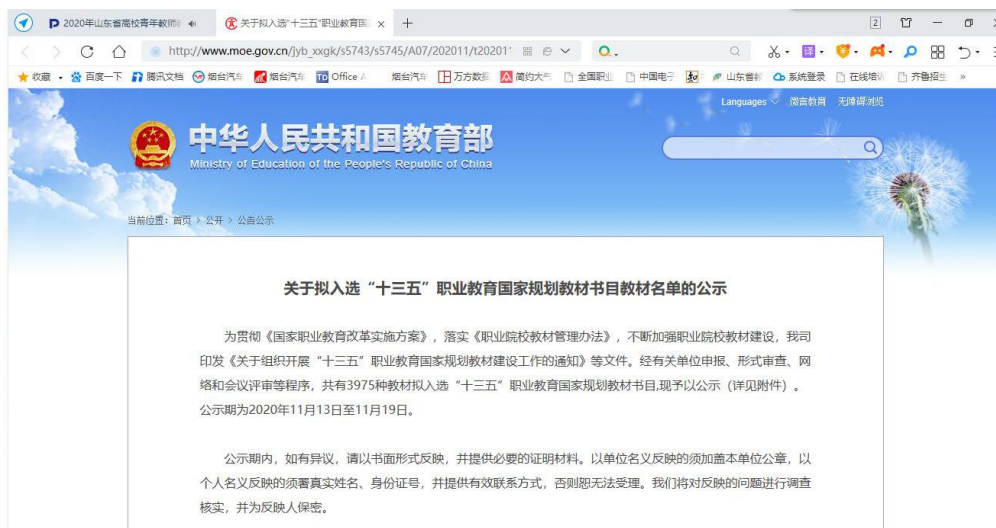 2020年山东省高校青年教师
关于拟入选"十三五"职业教育国
2
http://www.moe.gov.cn/jyb_xxgk/s5743/s5745/A07/202011/t20201
收藏 百度一下 腾讯文档 烟台汽车 烟台汽车 Office 烟台汽车 万方数据 简约大气 全国职业 中国电子 山东省 系统登录 在线培训 齐鲁招生 »
Languages 微言教育 无障碍浏览
中华人民共和国教育部
Ministry of Education of the People's Republic of China
当前位置：首页 > 公开 > 公告公示
关于拟入选“十三五”职业教育国家规划教材书目教材名单的公示
为贯彻《国家职业教育改革实施方案》，落实《职业院校教材管理办法》，不断加强职业院校教材建设，我司
印发《关于组织开展“十三五”职业教育国家规划教材建设工作的通知》等文件。经有关单位申报、形式审查、网
络和会议评审等程序，共有3975种教材拟入选“十三五”职业教育国家规划教材书目,现予以公示（详见附件）。
公示期为2020年11月13日至11月19日。
公示期内，如有异议，请以书面形式反映，并提供必要的证明材料。以单位名义反映的须加盖本单位公章，以
个人名义反映的须署真实姓名、身份证号，并提供有效联系方式，否则恕无法受理。我们将对反映的问题进行调查
核实，并为反映人保密。